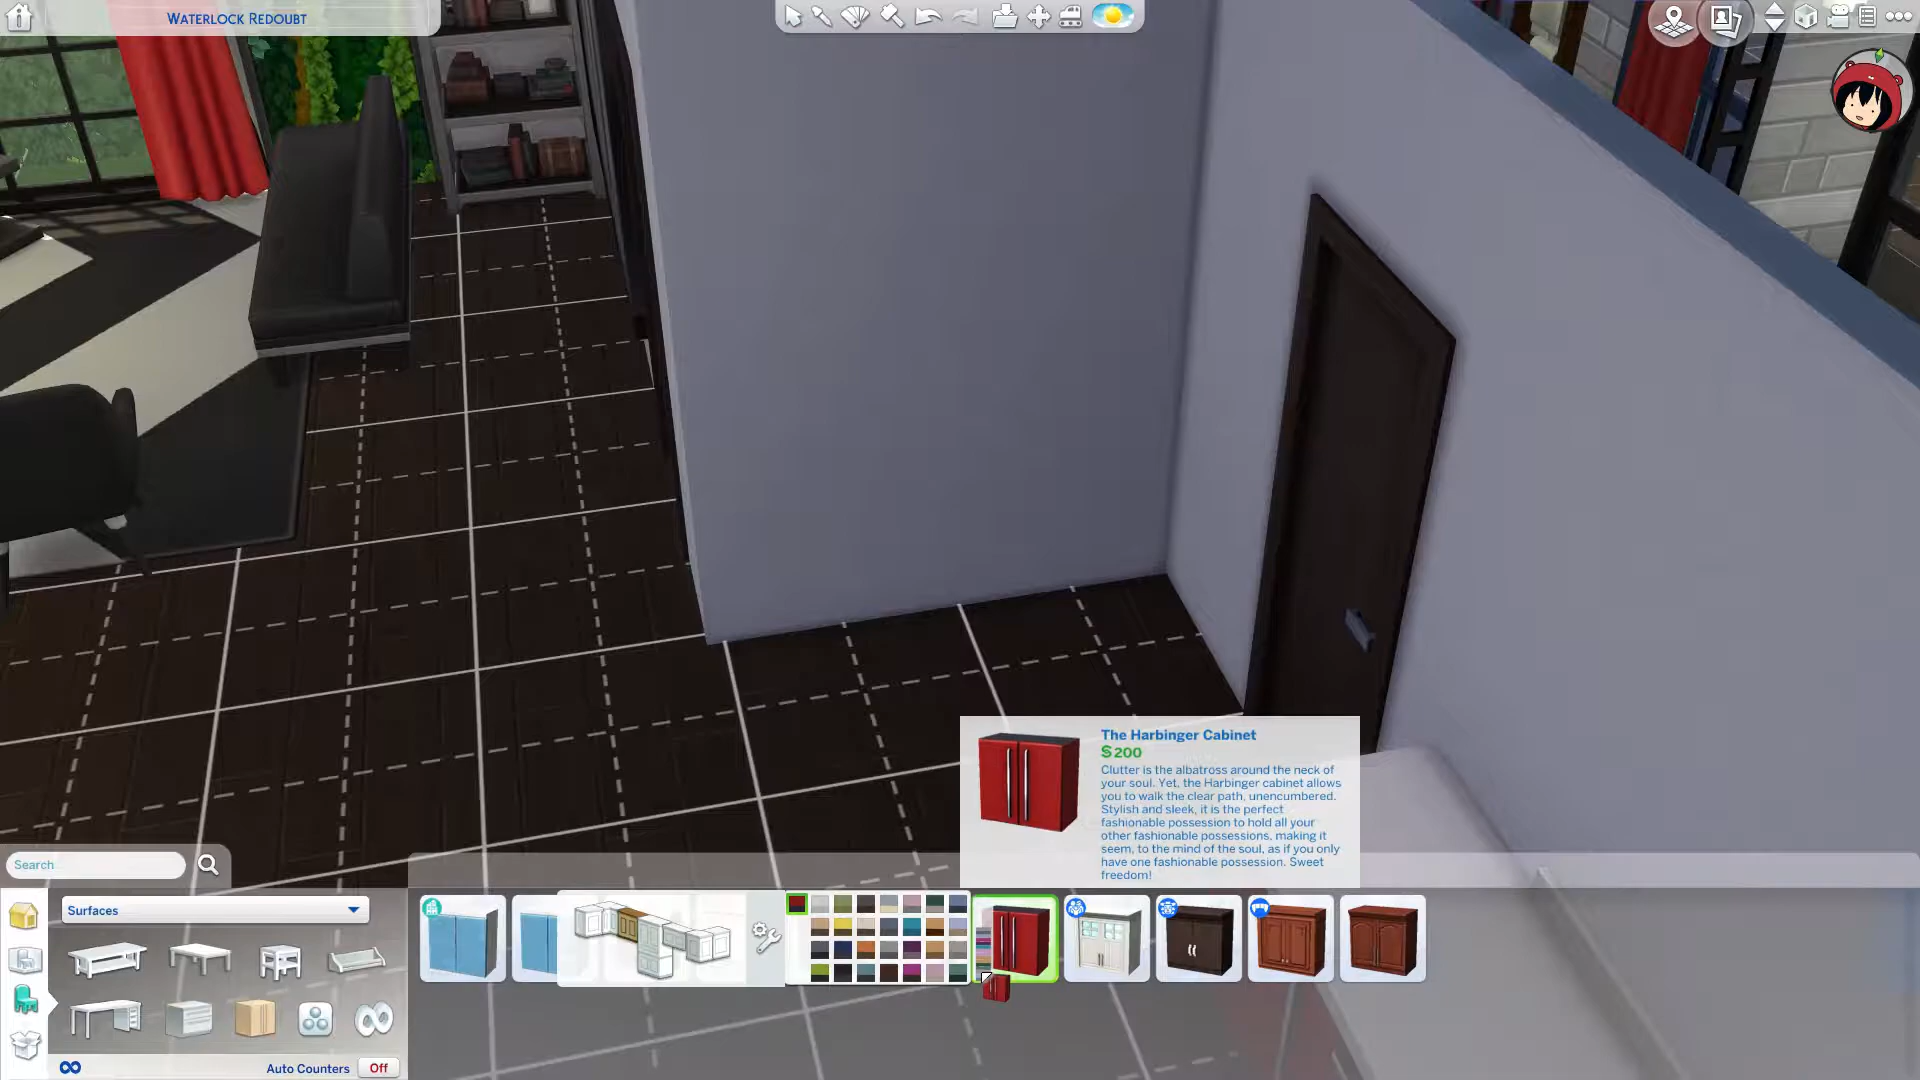 Waterlock Redoubt
The Harbinger Cabinet
§200
Clutter is the albatross around the neck of
your soul. Yet, the Harbinger cabinet allows
you to walk the clear path, unencumbered.
Stylish and sleek, it is the perfect
fashionable possession to hold all your
other fashionable possessions, making it
seem, to the mind of the soul, as if you only
have one fashionable possession. Sweet
freedom!
Search
Surfaces
Auto Counters Off